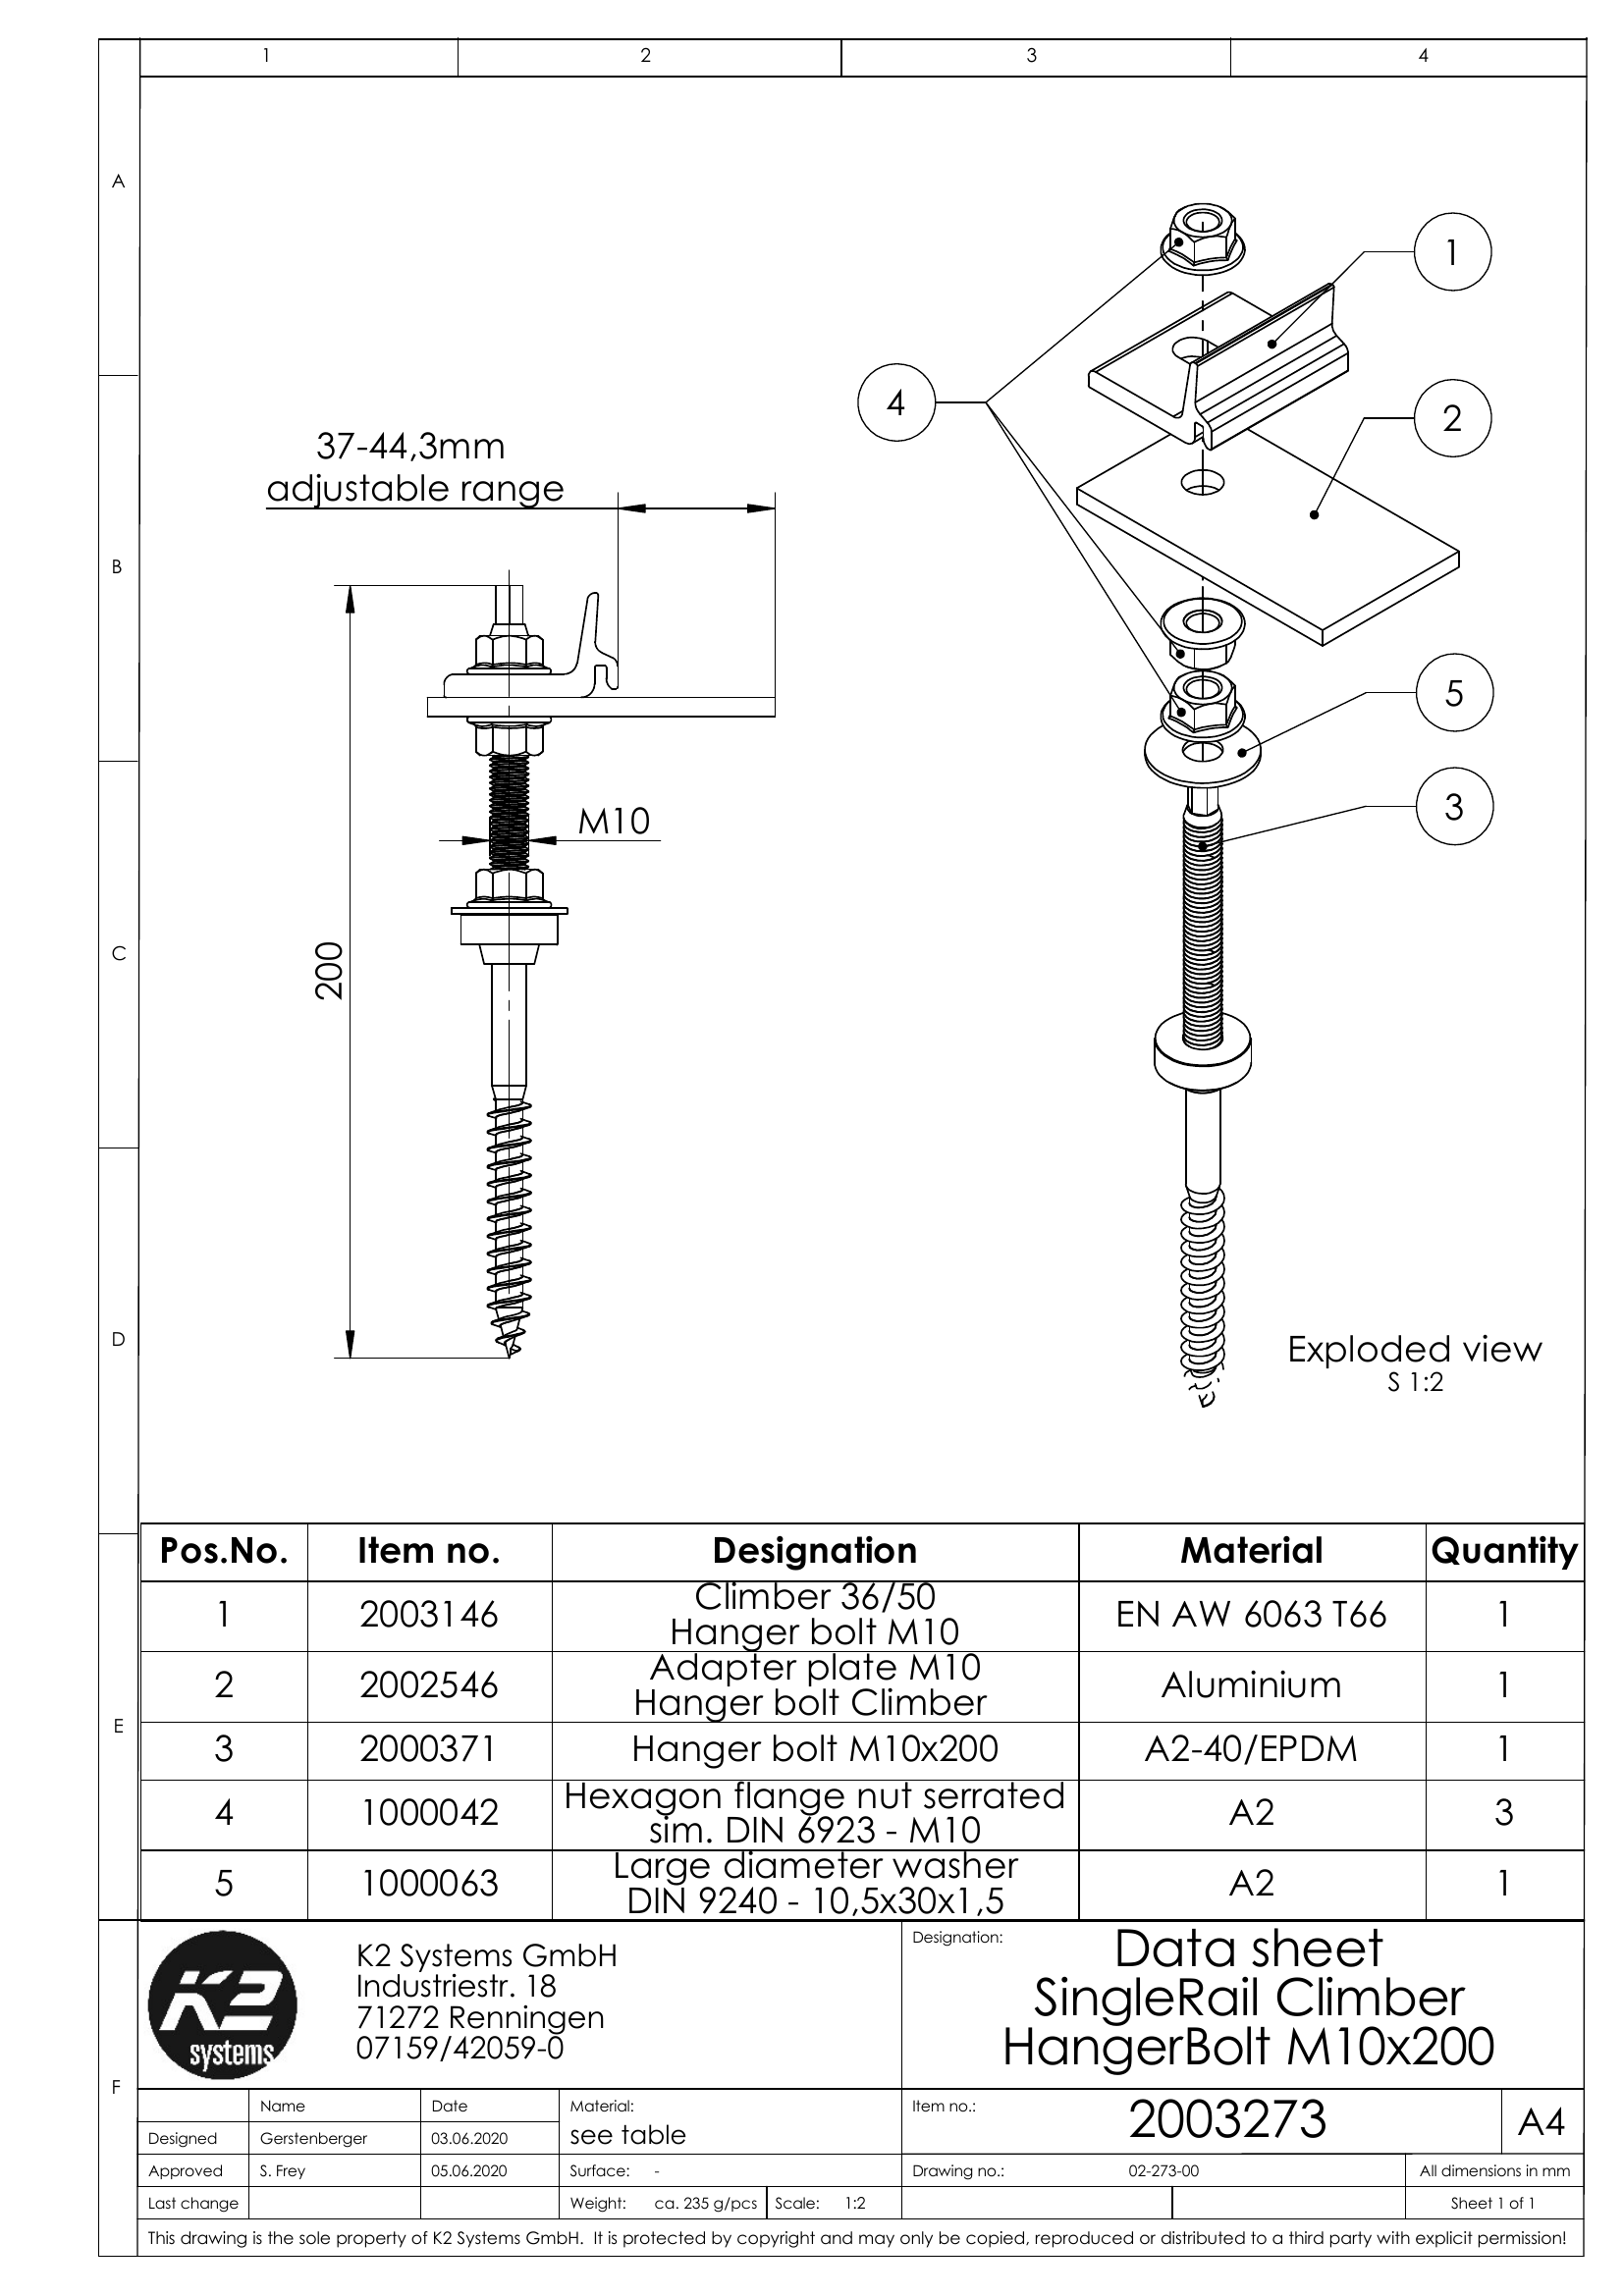 1 2 3 4
A
B
C
D
E
F
37-44,3mm
adjustable range
M10
200
1
2
4
5
3
Exploded view
S 1:2
Pos.No. Item no. Designation Material Quantity
1 2003146 Climber 36/50
Hanger bolt M10 EN AW 6063 T66 1
2 2002546 Adapter plate M10
Hanger bolt Climber Aluminium 1
3 2000371 Hanger bolt M10x200 A2-40/EPDM 1
4 1000042 Hexagon flange nut serrated
sim. DIN 6923 - M10 A2 3
5 1000063 Large diameter washer
DIN 9240 - 10,5x30x1,5 A2 1
K2
systems
K2 Systems GmbH
Industriestr. 18
71272 Renningen
07159/42059-0
Designation:
Data sheet
SingleRail Climber
HangerBolt M10x200
Name Date
Designed Gerstenberger 03.06.2020
Approved S. Frey 05.06.2020
Last change
Material:
see table
Surface: -
Weight: ca. 235 g/pcs Scale: 1:2
Item no.: 2003273 A4
Drawing no.: 02-273-00 All dimensions in mm
Sheet 1 of 1
This drawing is the sole property of K2 Systems GmbH. It is protected by copyright and may only be copied, reproduced or distributed to a third party with explicit permission!